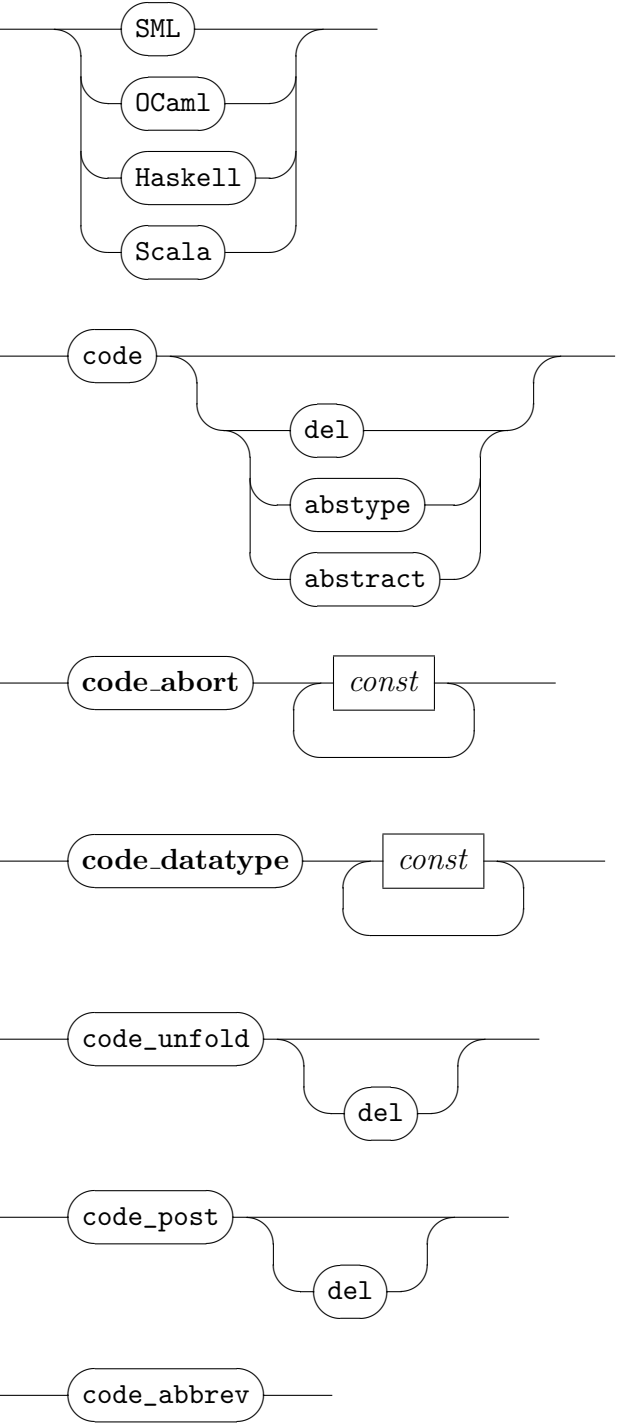 SML
OCaml
Haskell
Scala
code
del
abstype
abstract
code_abort const
code_datatype const
code_unfold
del
code_post
del
code_abbrev